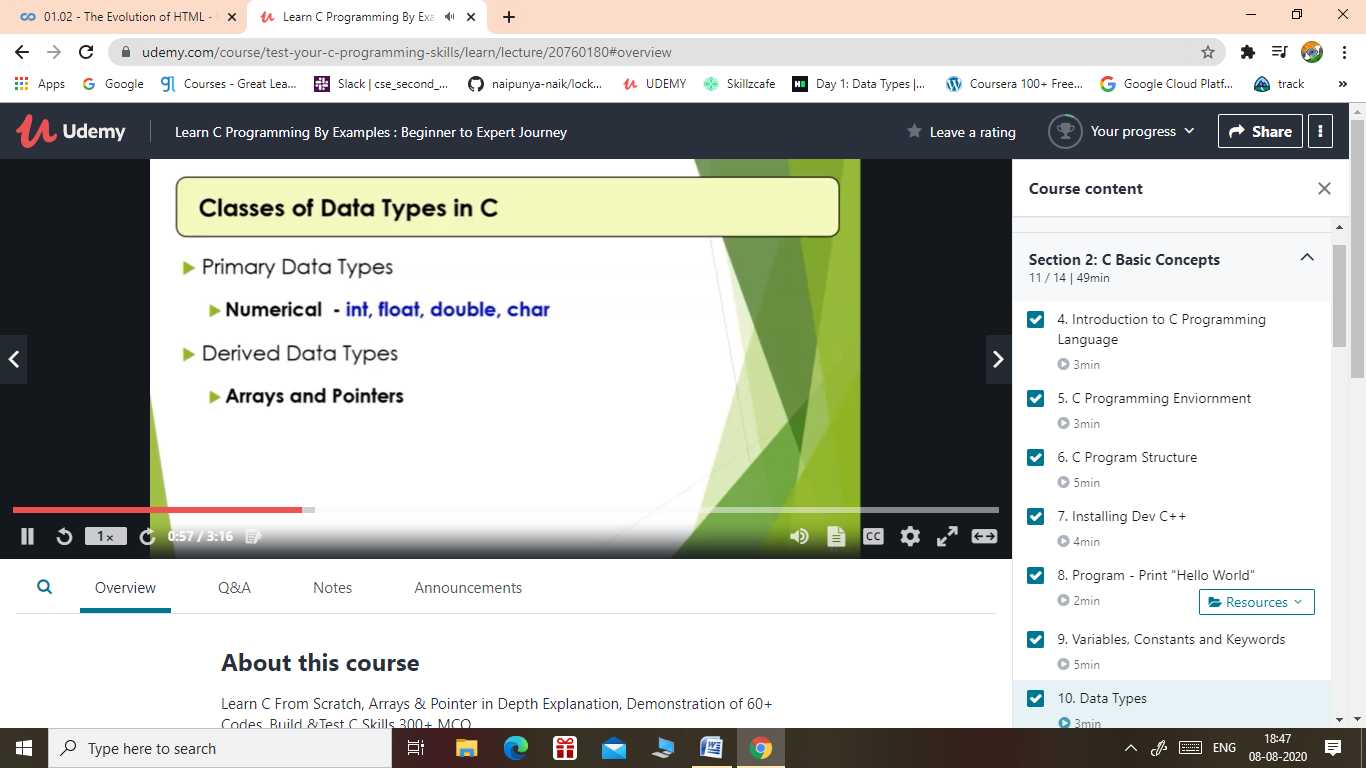 01.02 - The Evolution of HTML -
Learn C Programming By Exa
udemy.com/course/test-your-c-programming-skills/learn/lecture/20760180#overview
Apps Google Courses - Great Lea... Slack | cse_second_... naipunya-naik/lock... UDEMY Skillzcafe Day 1: Data Types |... Coursera 100+ Free... Google Cloud Platf... track »
Udemy Learn C Programming By Examples : Beginner to Expert Journey Leave a rating Your progress Share
Classes of Data Types in C
Primary Data Types
Numerical - int, float, double, char
Derived Data Types
Arrays and Pointers
1x 0:57 / 3:16 CC
Course content
Section 2: C Basic Concepts
11 / 14 | 49min
4. Introduction to C Programming
Language
3min
5. C Programming Enviornment
3min
6. C Program Structure
5min
7. Installing Dev C++
4min
8. Program - Print "Hello World"
2min
Resources
9. Variables, Constants and Keywords
5min
10. Data Types
3min
Overview Q&A Notes Announcements
About this course
Learn C From Scratch, Arrays & Pointer in Depth Explanation, Demonstration of 60+
Codes, Build &Test C Skills 300+ MCQ
Type here to search
ENG
18:47
08-08-2020